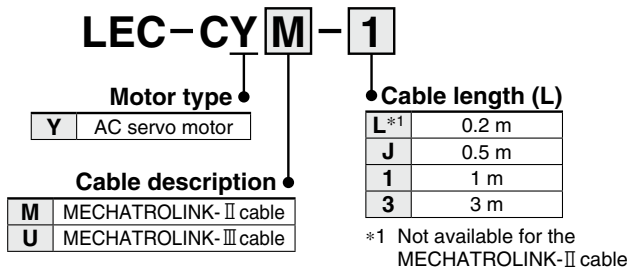 LEC-CYM-1
Motor type
Y AC servo motor
Cable description
M MECHATROLINK-Ⅱ cable
U MECHATROLINK-Ⅲ cable
Cable length (L)
L*1 0.2 m
J 0.5 m
1 1 m
3 3 m
*1 Not available for the
MECHATROLINK-Ⅱ cable